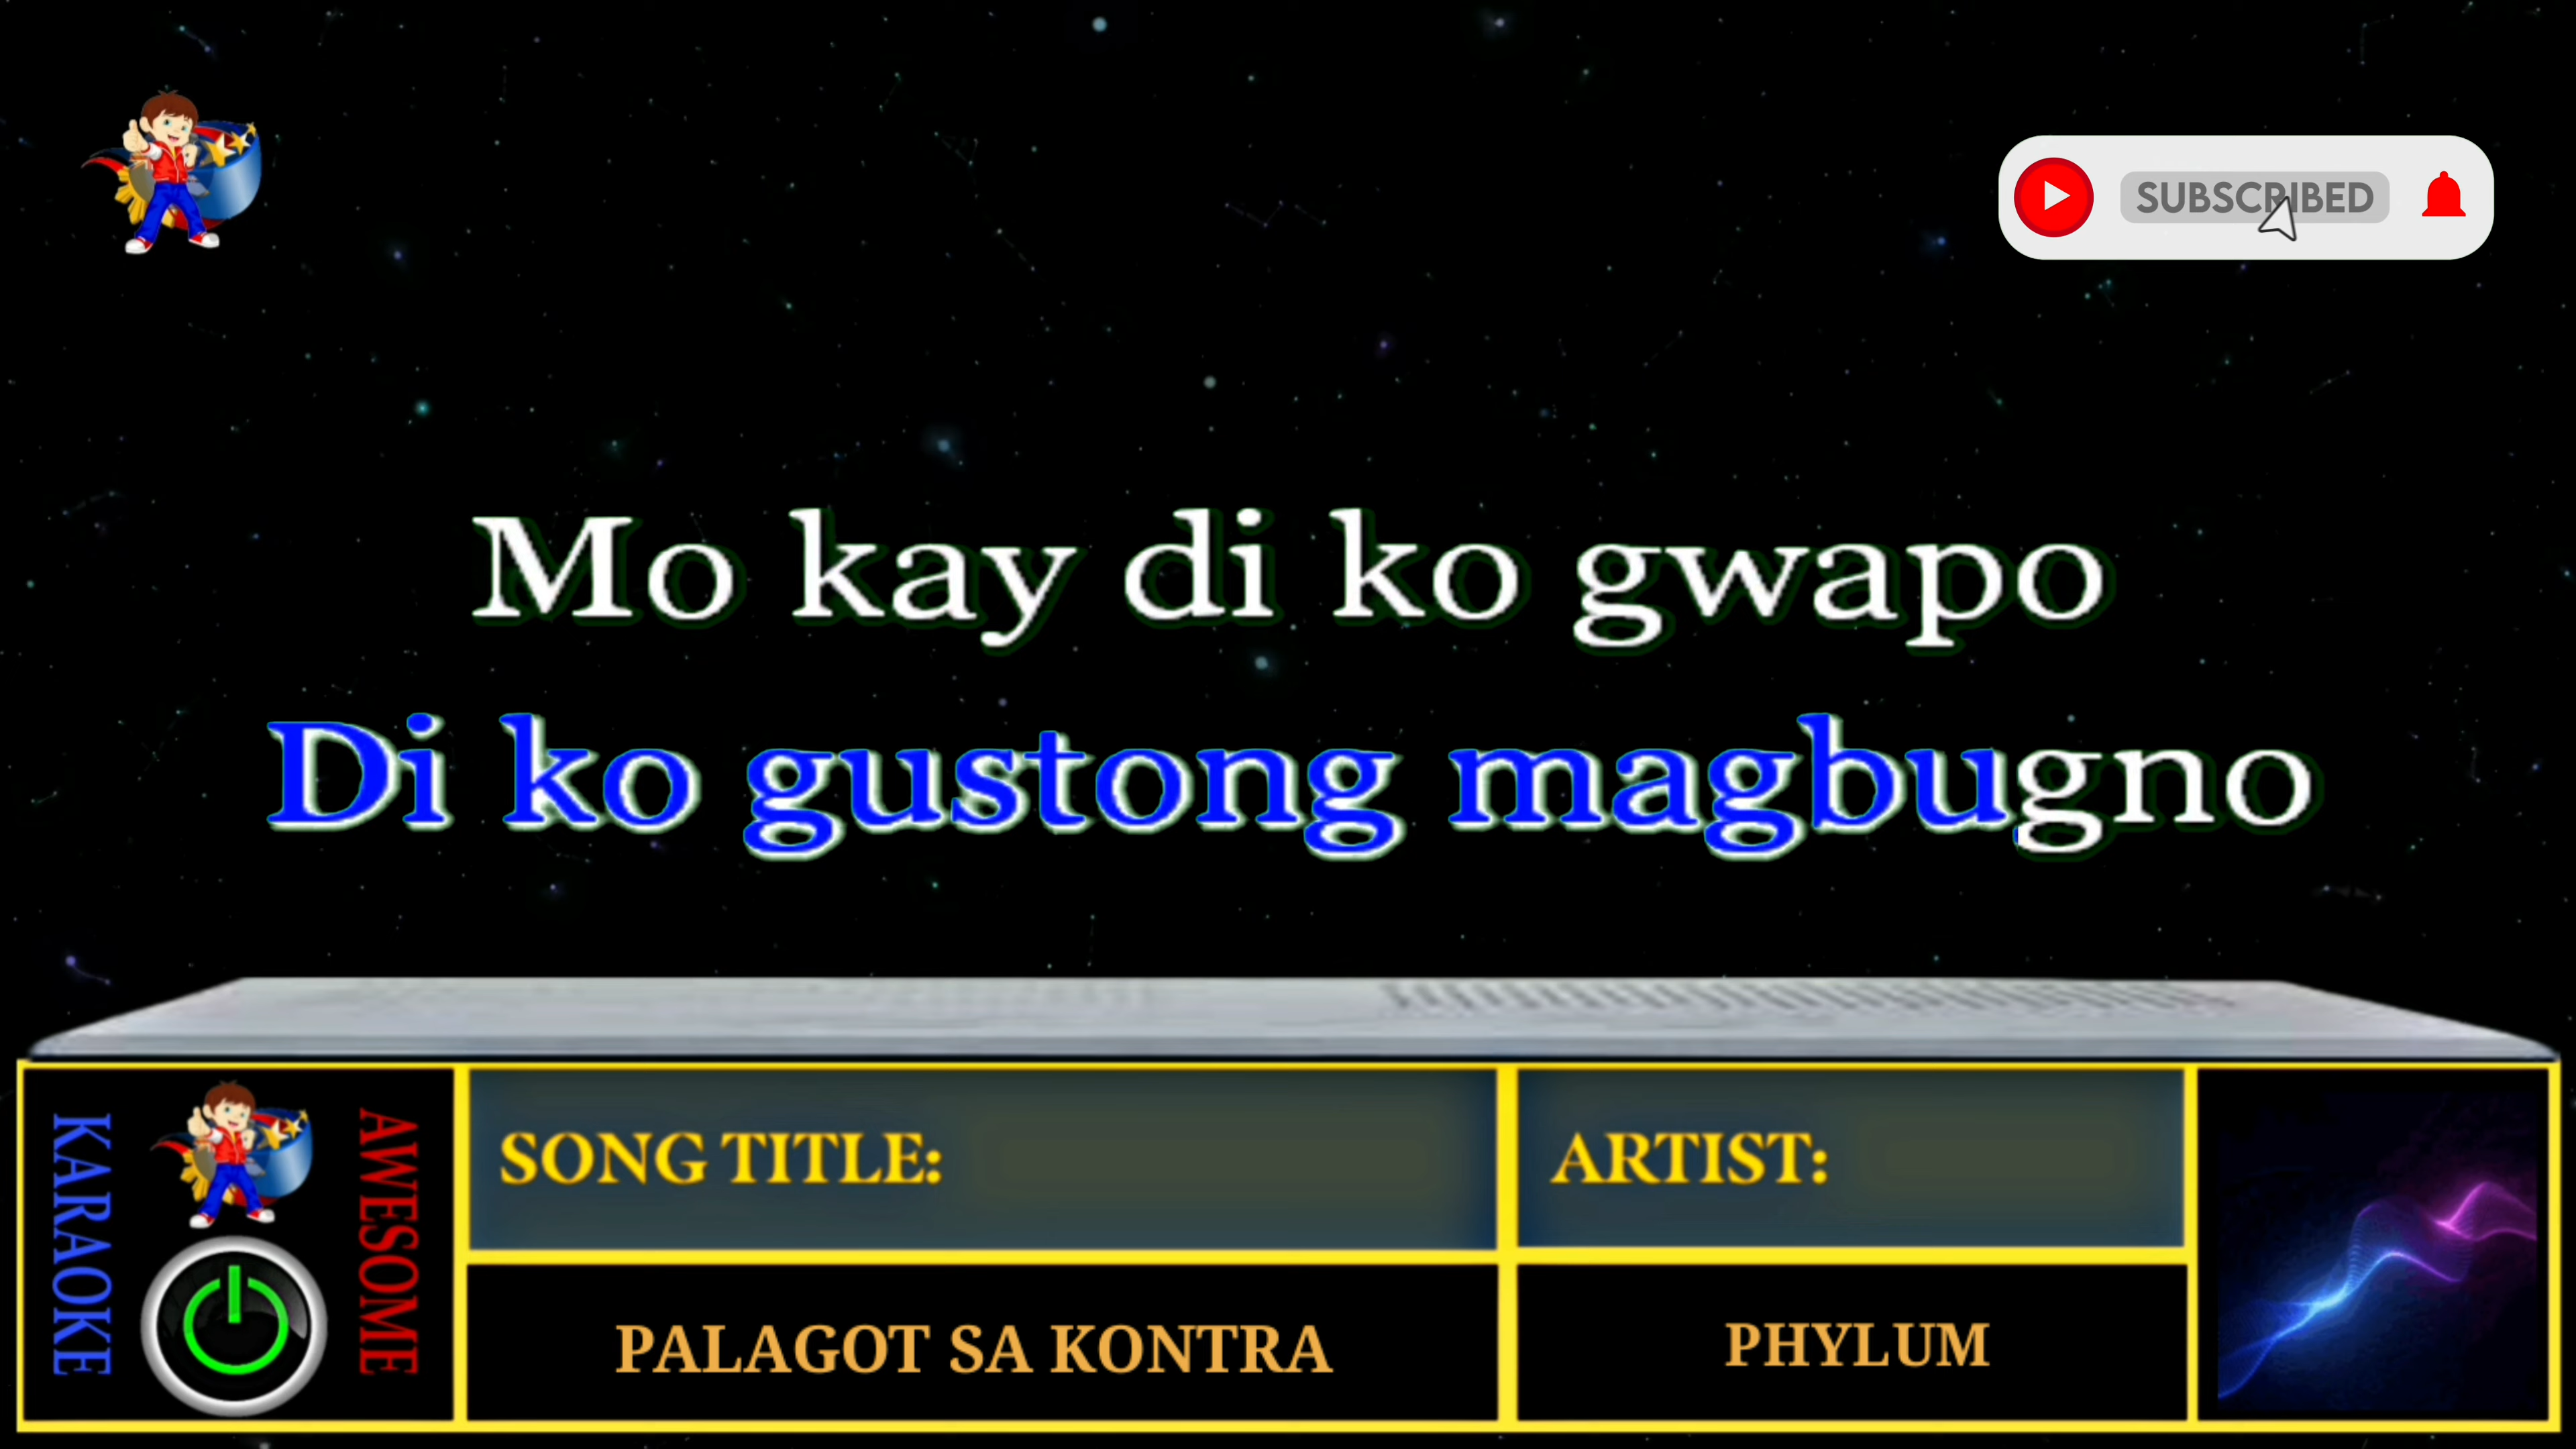 SUBSCRIBED
Mo kay di ko gwapo
Di ko gustong magbugno
KARAOKE
AWESOME
SONG TITLE:
ARTIST:
PALAGOT SA KONTRA
PHYLUM